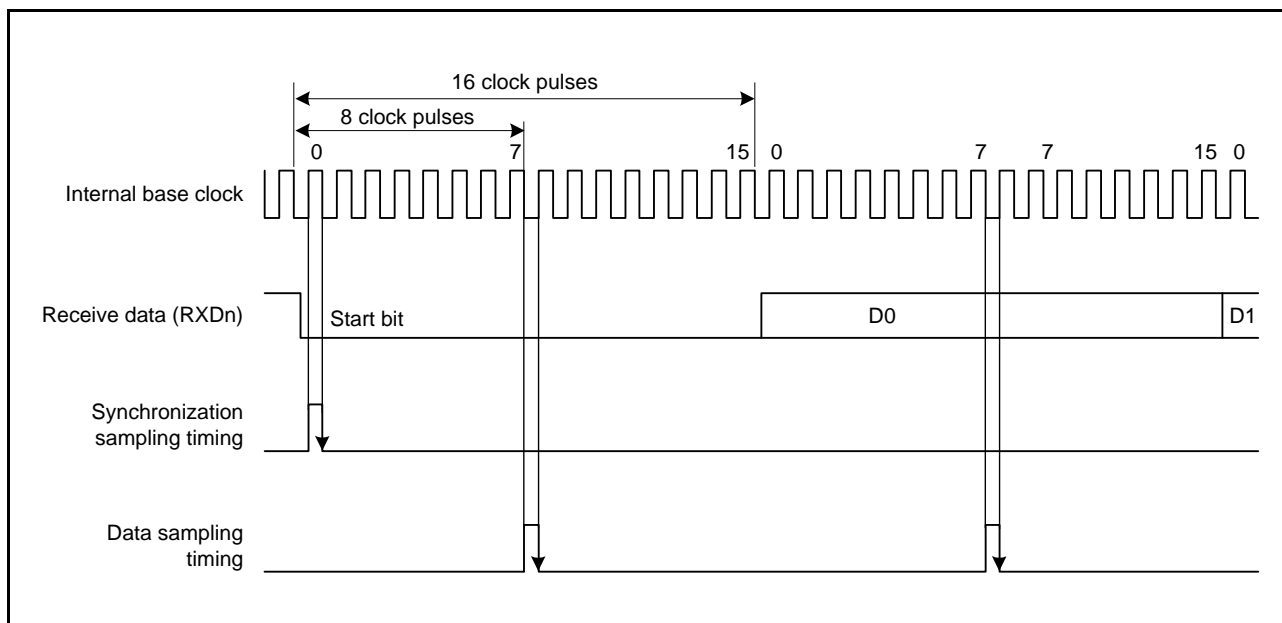 16 clock pulses
8 clock pulses
0 7 15 0 7 7 15 0
Internal base clock
Receive data (RXDn)
Start bit
D0
D1
Synchronization
sampling timing
Data sampling
timing